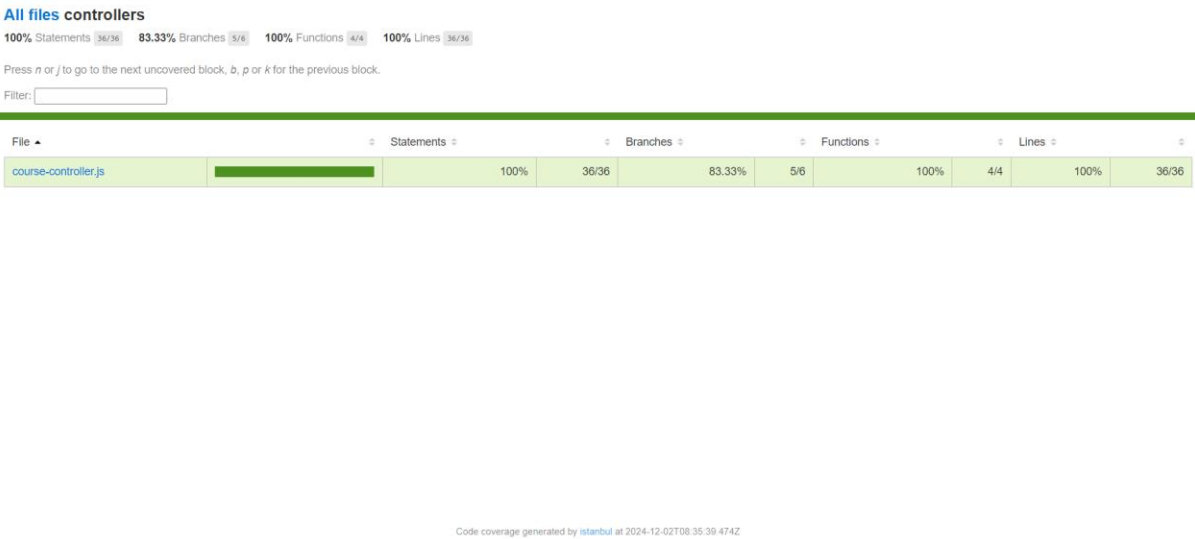 All files controllers
100% Statements 36/36 83.33% Branches 5/6 100% Functions 4/4 100% Lines 36/36
Press n or j to go to the next uncovered block, b, p or k for the previous block.
Filter:
File Statements Branches Functions Lines
course-controller.js 100% 36/36 83.33% 5/6 100% 4/4 100% 36/36
Code coverage generated by istanbul at 2024-12-02T08:35:39.474Z